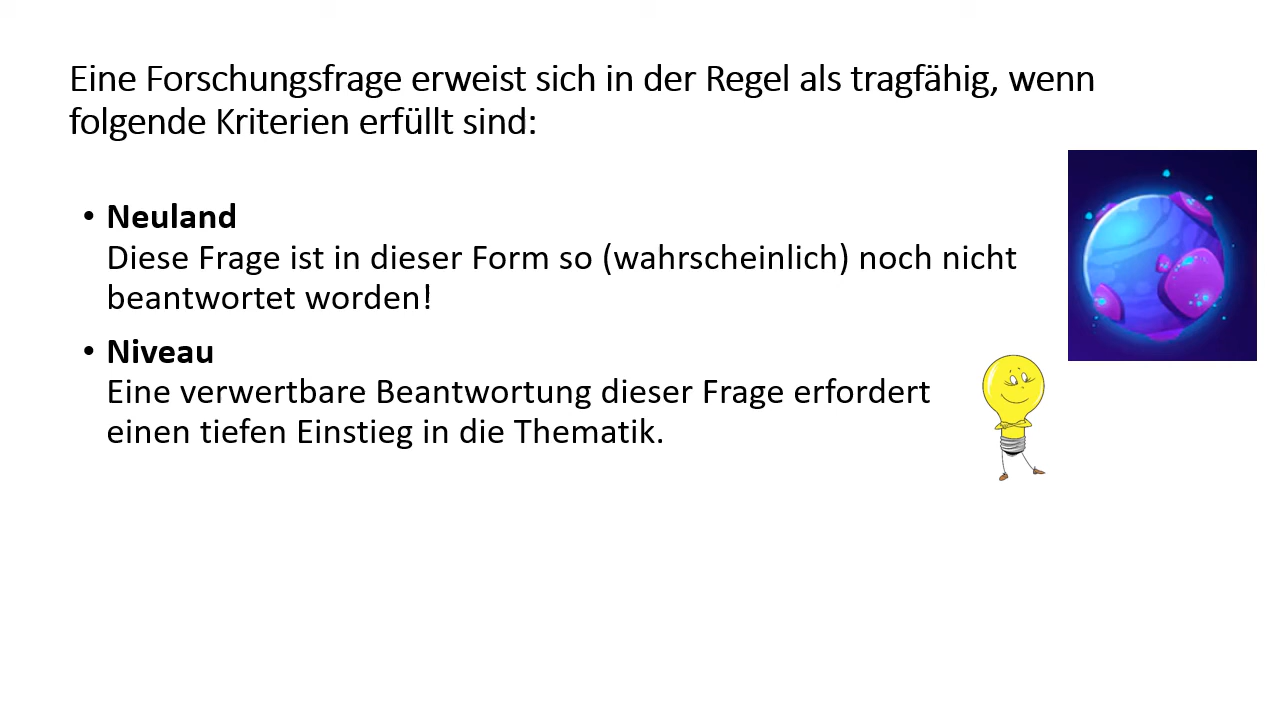 Eine Forschungsfrage erweist sich in der Regel als tragfähig, wenn
folgende Kriterien erfüllt sind:
• Neuland
Diese Frage ist in dieser Form so (wahrscheinlich) noch nicht
beantwortet worden!
• Niveau
Eine verwertbare Beantwortung dieser Frage erfordert
einen tiefen Einstieg in die Thematik.